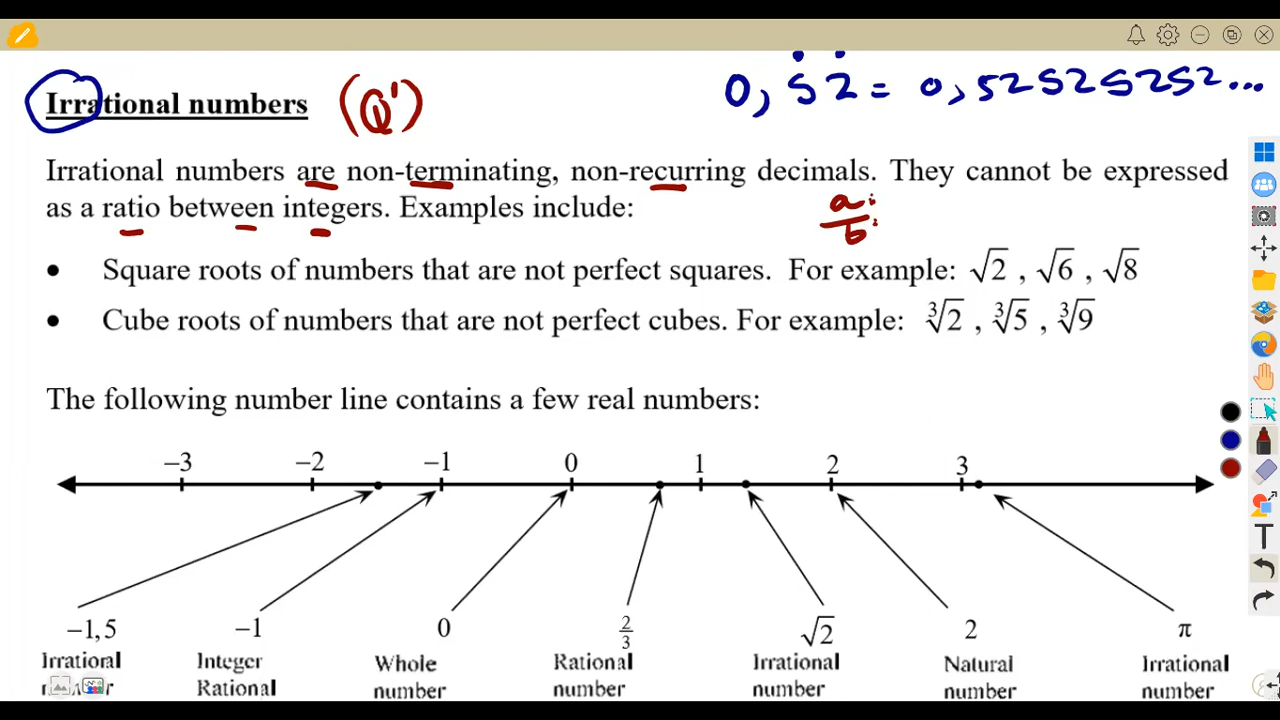 0, 5̇ 2̇ = 0, 52525252...
Irrational numbers (Q')
Irrational numbers are non-terminating, non-recurring decimals. They cannot be expressed
as a ratio between integers. Examples include: a/b
• Square roots of numbers that are not perfect squares. For example: √2 , √6 , √8
• Cube roots of numbers that are not perfect cubes. For example: ∛2 , ∛5 , ∛9
The following number line contains a few real numbers:
−3 −2 −1 0 1 2 3
−1,5 −1 0 2/3 √2 2 π
Irrational Integer Whole Rational Irrational Natural Irrational
Rational number number number number number